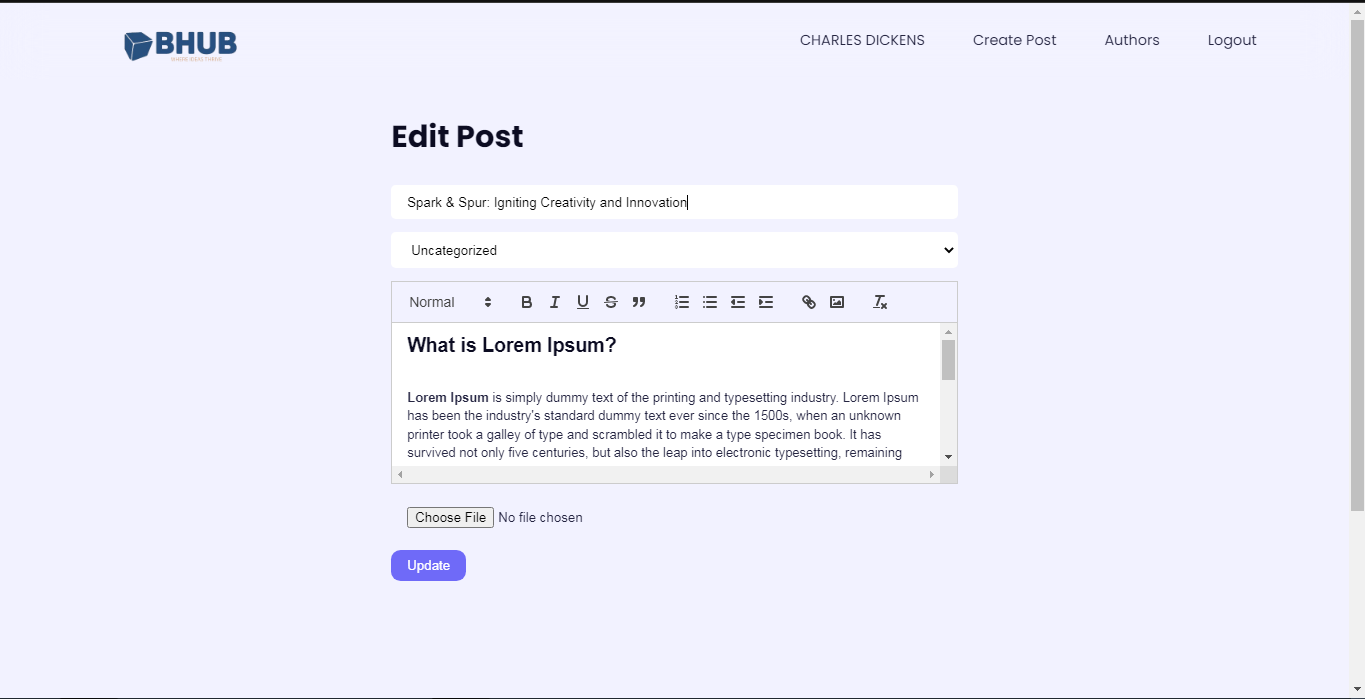 BHUB
WHERE IDEAS THRIVE
CHARLES DICKENS
Create Post
Authors
Logout
Edit Post
Spark & Spur: Igniting Creativity and Innovation
Uncategorized
Normal
B I U S
What is Lorem Ipsum?
Lorem Ipsum is simply dummy text of the printing and typesetting industry. Lorem Ipsum
has been the industry's standard dummy text ever since the 1500s, when an unknown
printer took a galley of type and scrambled it to make a type specimen book. It has
survived not only five centuries, but also the leap into electronic typesetting, remaining
Choose File No file chosen
Update